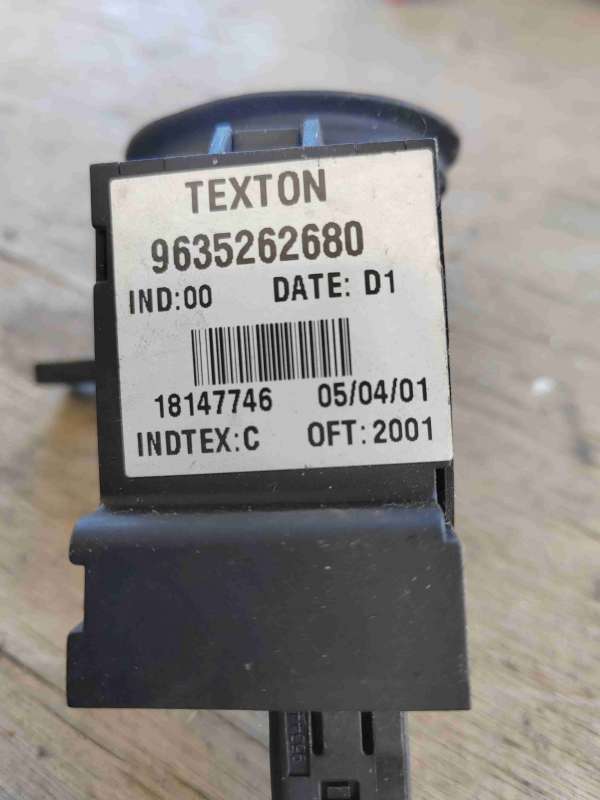 TEXTON
9635262680
IND:00 DATE: D1
18147746 05/04/01
INDTEX:C OFT:2001